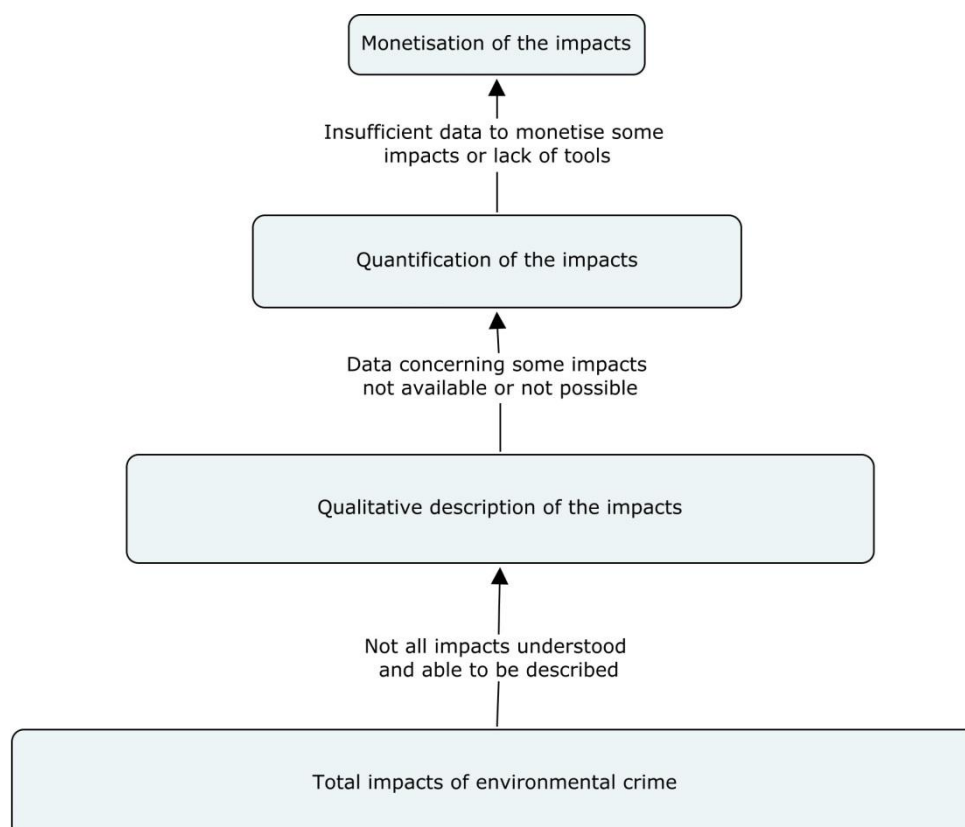 Monetisation of the impacts
Insufficient data to monetise some
impacts or lack of tools
Quantification of the impacts
Data concerning some impacts
not available or not possible
Qualitative description of the impacts
Not all impacts understood
and able to be described
Total impacts of environmental crime